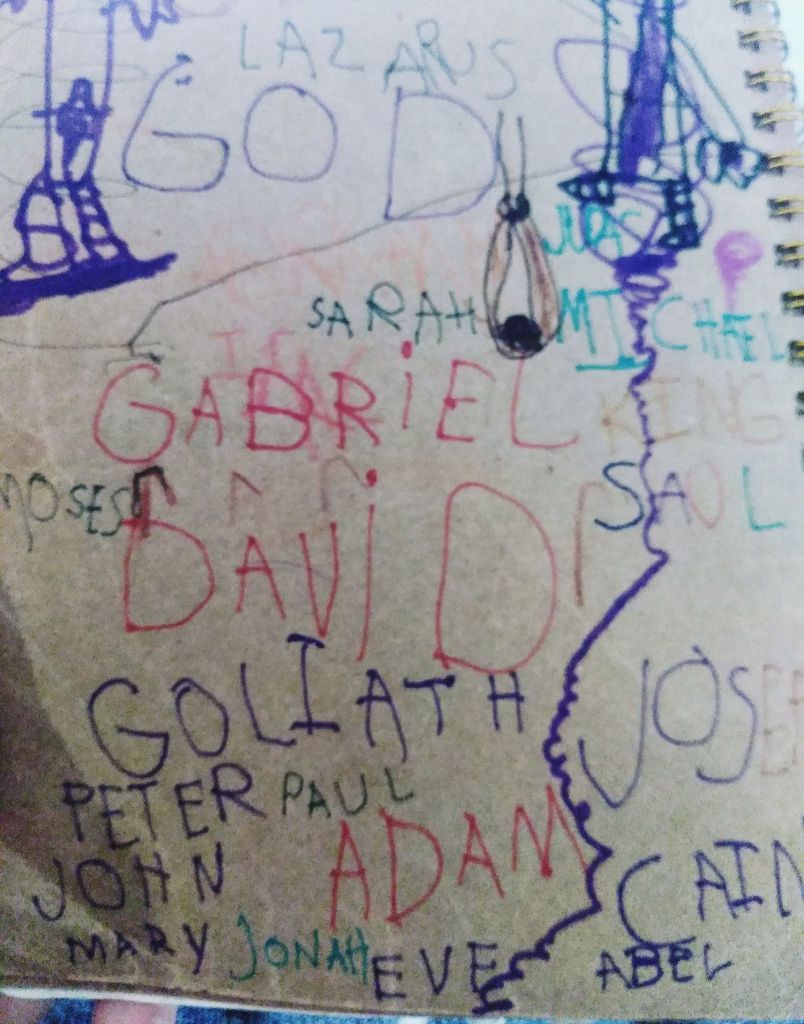 LAZARUS
GOD
JUDAS
SARAH MICHAEL
GABRIEL KING
MOSES SAUL
DAVID
GOLIATH
PETER PAUL
JOHN ADAM CAIN
MARY JONAH EVE ABEL